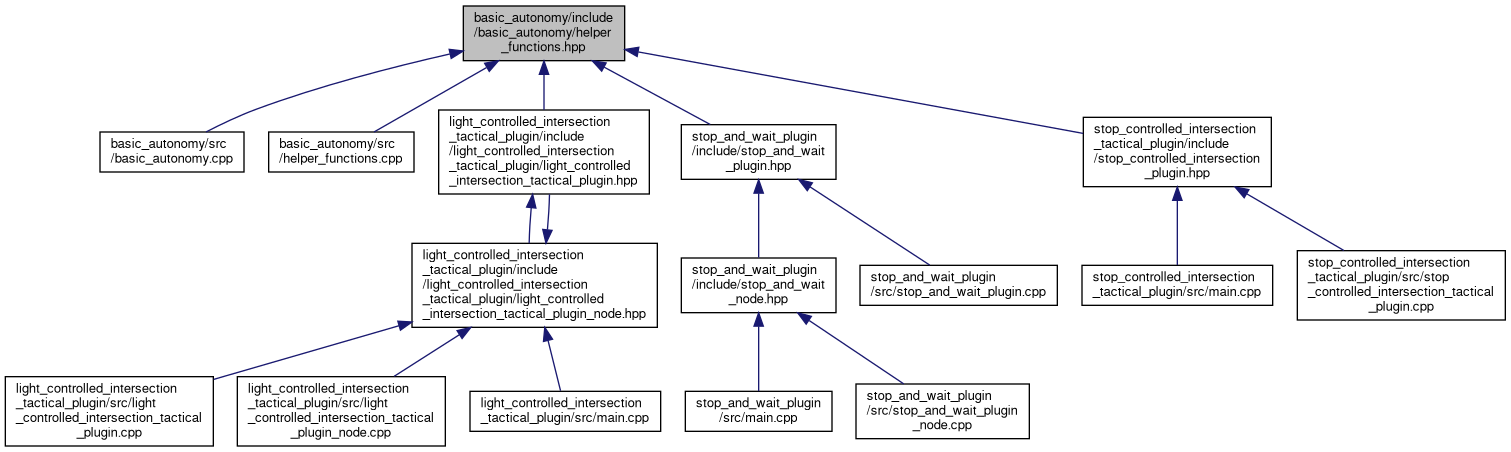 basic_autonomy/include
/basic_autonomy/helper
_functions.hpp
basic_autonomy/src
/basic_autonomy.cpp
basic_autonomy/src
/helper_functions.cpp
light_controlled_intersection
_tactical_plugin/include
/light_controlled_intersection
_tactical_plugin/light_controlled
_intersection_tactical_plugin.hpp
stop_and_wait_plugin
/include/stop_and_wait
_plugin.hpp
stop_controlled_intersection
_tactical_plugin/include
/stop_controlled_intersection
_plugin.hpp
light_controlled_intersection
_tactical_plugin/include
/light_controlled_intersection
_tactical_plugin/light_controlled
_intersection_tactical_plugin_node.hpp
stop_and_wait_plugin
/include/stop_and_wait
_node.hpp
stop_and_wait_plugin
/src/stop_and_wait_plugin.cpp
stop_controlled_intersection
_tactical_plugin/src/main.cpp
stop_controlled_intersection
_tactical_plugin/src/stop
_controlled_intersection_tactical
_plugin.cpp
light_controlled_intersection
_tactical_plugin/src/light
_controlled_intersection_tactical
_plugin.cpp
light_controlled_intersection
_tactical_plugin/src/light
_controlled_intersection_tactical
_plugin_node.cpp
light_controlled_intersection
_tactical_plugin/src/main.cpp
stop_and_wait_plugin
/src/main.cpp
stop_and_wait_plugin
/src/stop_and_wait_plugin
_node.cpp